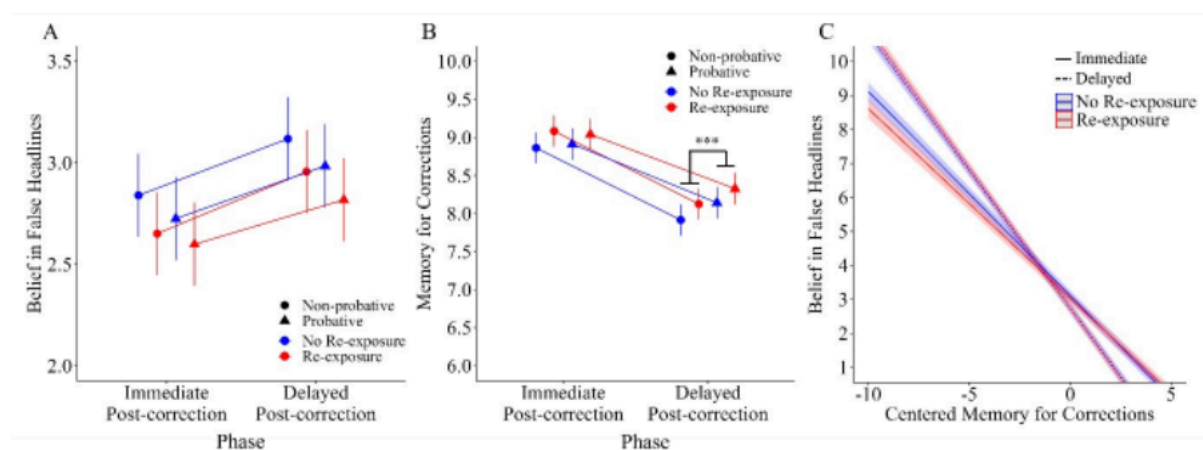 A
Belief in False Headlines
3.5
3.0
2.5
2.0
Non-probative
Probative
No Re-exposure
Re-exposure
Immediate Post-correction
Delayed Post-correction
Phase
B
Memory for Corrections
10.0
9.5
9.0
8.5
8.0
7.5
7.0
6.5
6.0
Non-probative
Probative
No Re-exposure
Re-exposure
***
Immediate Post-correction
Delayed Post-correction
Phase
C
Belief in False Headlines
10
9
8
7
6
5
4
3
2
1
Immediate
Delayed
No Re-exposure
Re-exposure
-10
-5
0
5
Centered Memory for Corrections